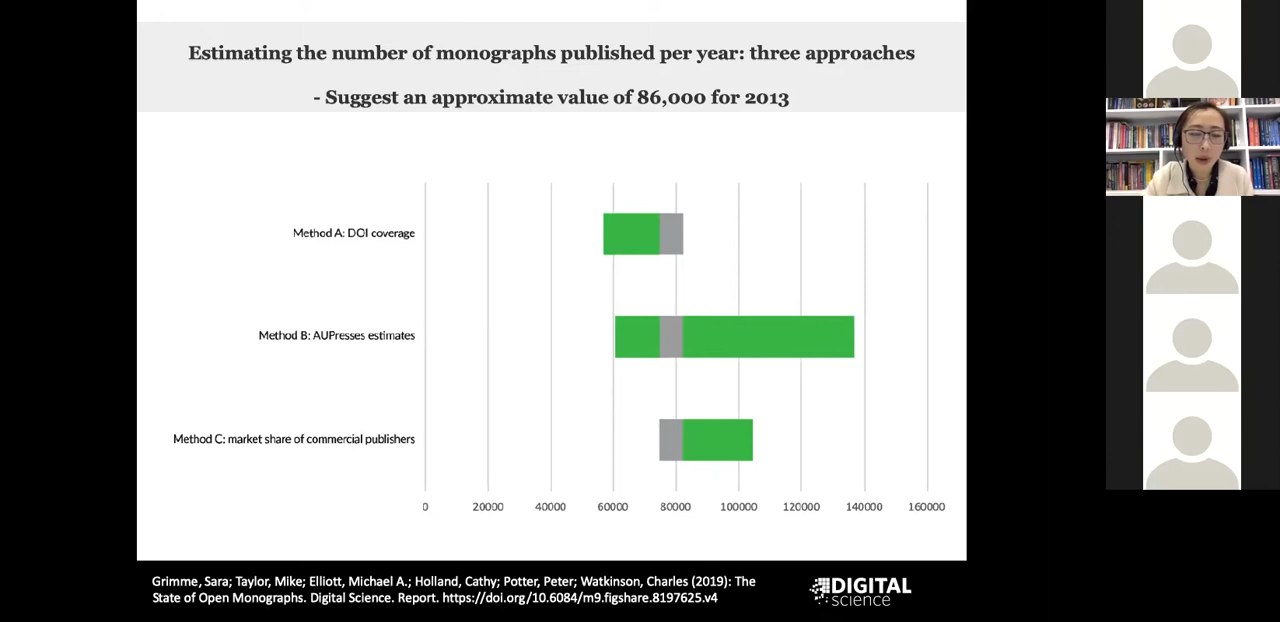 Estimating the number of monographs published per year: three approaches
- Suggest an approximate value of 86,000 for 2013
Method A: DOI coverage
Method B: AUPresses estimates
Method C: market share of commercial publishers
0 20000 40000 60000 80000 100000 120000 140000 160000
Grimme, Sara; Taylor, Mike; Elliott, Michael A.; Holland, Cathy; Potter, Peter; Watkinson, Charles (2019): The
State of Open Monographs. Digital Science. Report. https://doi.org/10.6084/m9.figshare.8197625.v4
DIGITAL
science